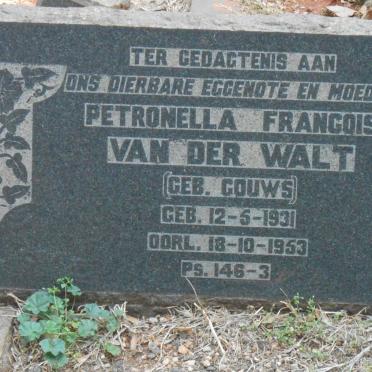 TER GEDAGTENIS AAN
ONS DIERBARE EGGENOTE EN MOED
PETRONELLA FRANCOIS
VAN DER WALT
(GEB. GOUWS)
GEB. 12-5-1931
OORL. 18-10-1953
PS. 146-3